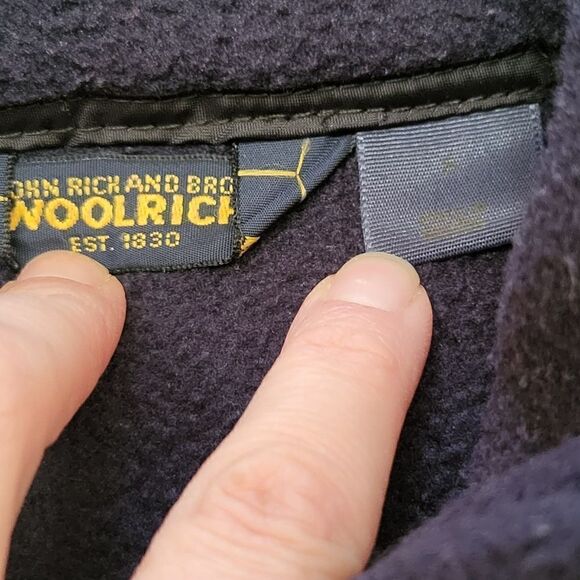 OHN RICH AND BRO
WOOLRICH
EST. 1830